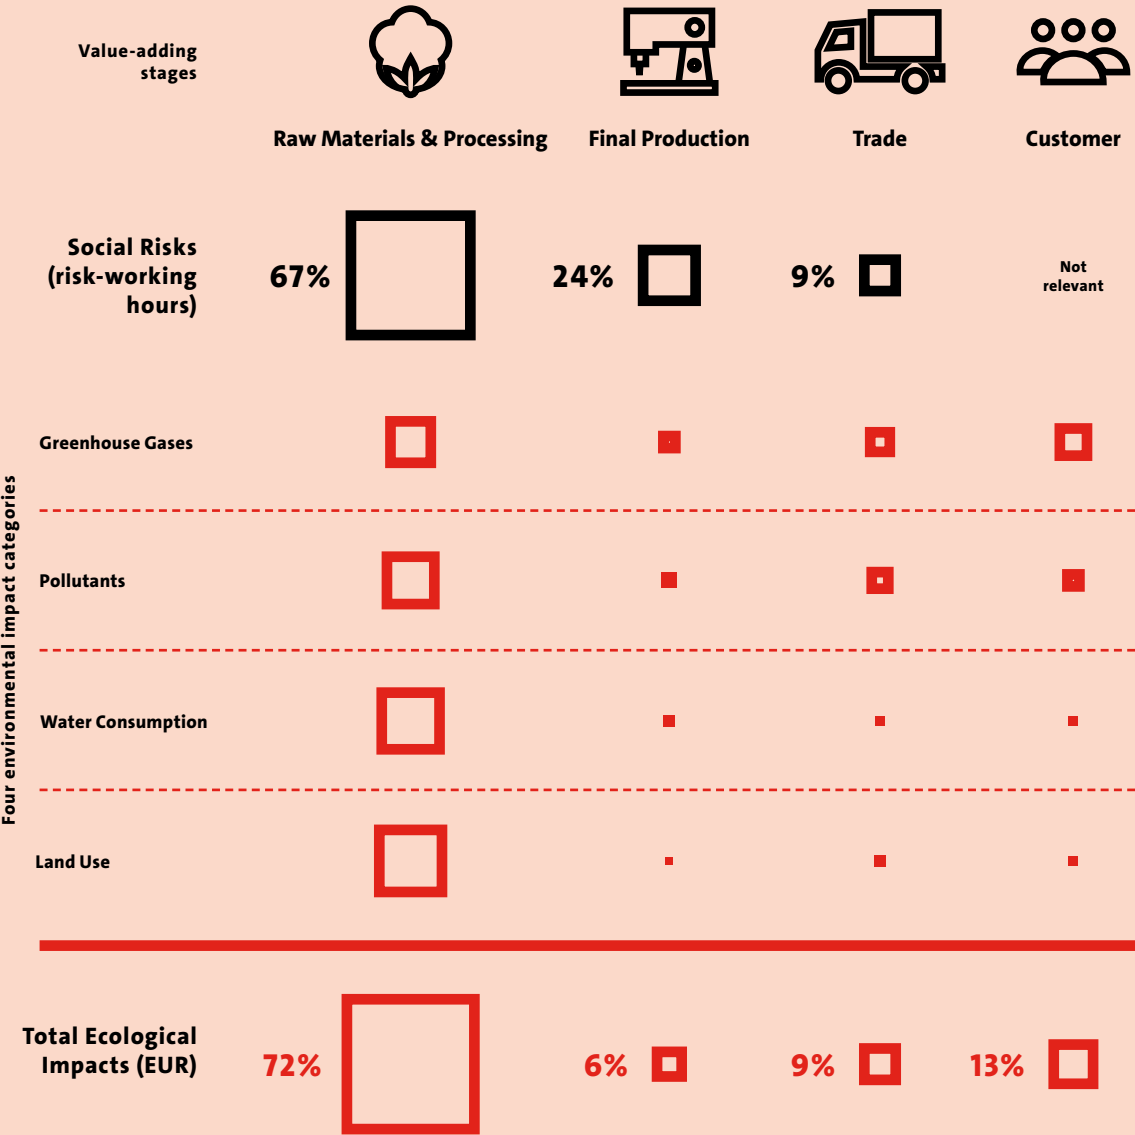 Value-adding
stages
Raw Materials & Processing
Final Production
Trade
Customer
Social Risks
(risk-working
hours)
67%
24%
9%
Not
relevant
Four environmental impact categories
Greenhouse Gases
Pollutants
Water Consumption
Land Use
Total Ecological
Impacts (EUR)
72%
6%
9%
13%